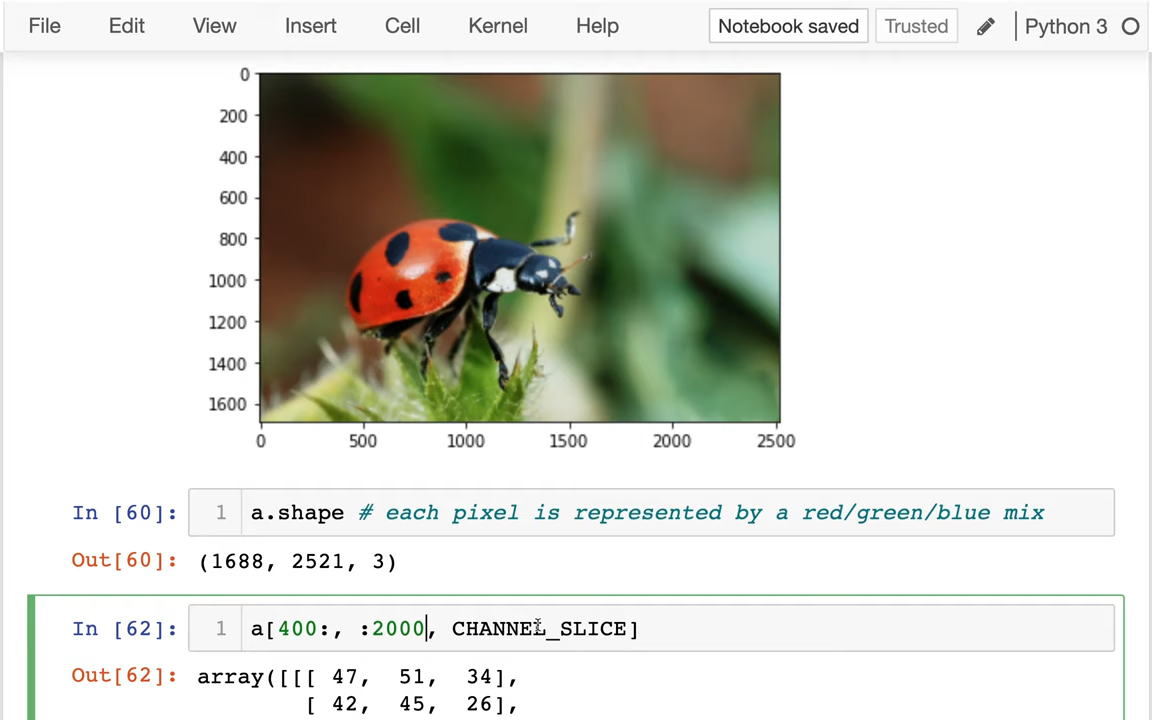 File Edit View Insert Cell Kernel Help Notebook saved Trusted Python 3
0
200
400
600
800
1000
1200
1400
1600
0 500 1000 1500 2000 2500
In [60]: 1 a.shape # each pixel is represented by a red/green/blue mix
Out[60]: (1688, 2521, 3)
In [62]: 1 a[400:, :2000, CHANNEL_SLICE]
Out[62]: array([[[ 47, 51, 34],
[ 42, 45, 26],